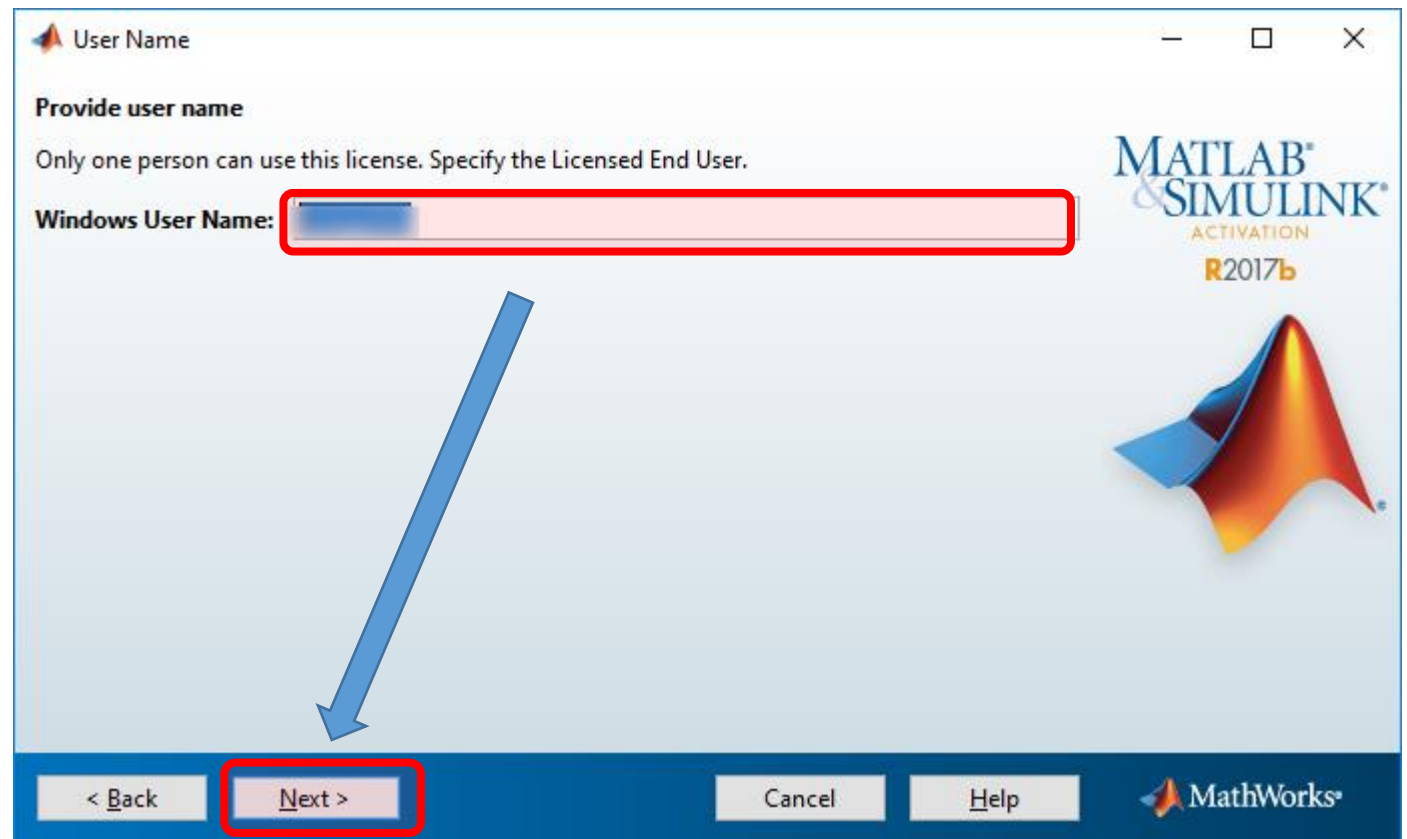 User Name
Provide user name
Only one person can use this license. Specify the Licensed End User.
Windows User Name:
MATLAB®
&SIMULINK®
ACTIVATION
R2017b
< Back
Next >
Cancel
Help
MathWorks®